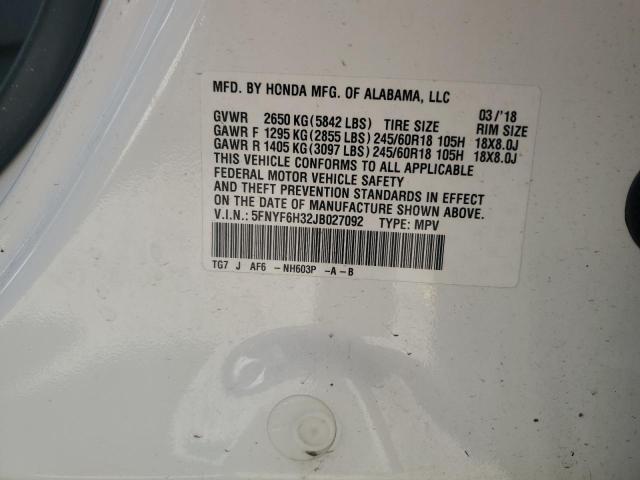 MFD. BY HONDA MFG. OF ALABAMA, LLC 03/'18
GVWR 2650 KG (5842 LBS) TIRE SIZE RIM SIZE
GAWR F 1295 KG (2855 LBS) 245/60R18 105H 18X8.0J
GAWR R 1405 KG (3097 LBS) 245/60R18 105H 18X8.0J
THIS VEHICLE CONFORMS TO ALL APPLICABLE
FEDERAL MOTOR VEHICLE SAFETY
AND THEFT PREVENTION STANDARDS IN EFFECT
ON THE DATE OF MANUFACTURE SHOWN ABOVE.
V.I.N.: 5FNYF6H32JB027092 TYPE: MPV
TG7 J AF6 -NH603P -A-B